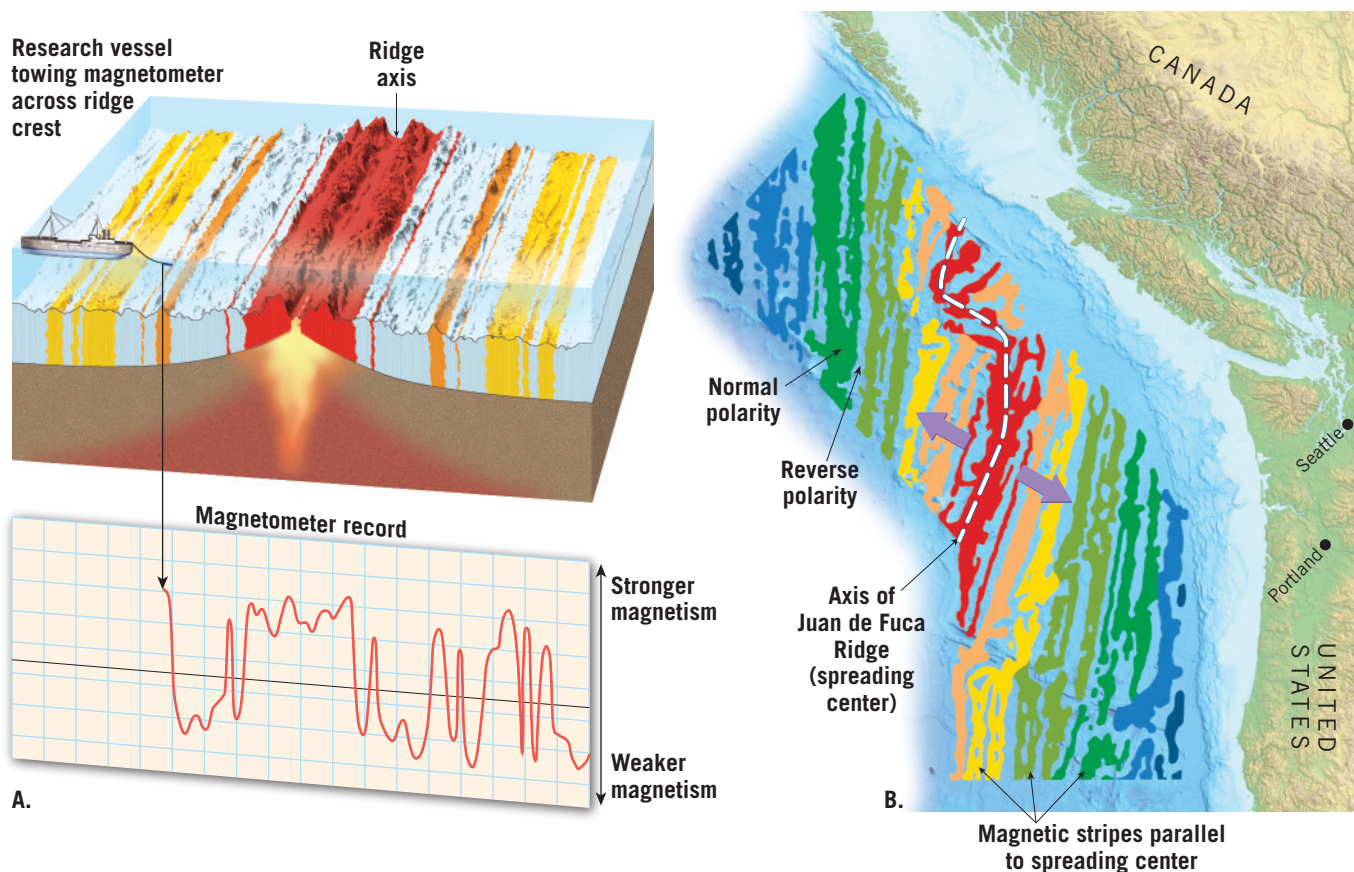 Research vessel
towing magnetometer
across ridge
crest
Ridge
axis
Magnetometer record
Stronger
magnetism
Weaker
magnetism
A.
CANADA
Normal
polarity
Reverse
polarity
Seattle
Portland
Axis of
Juan de Fuca
Ridge
(spreading
center)
UNITED
STATES
B.
Magnetic stripes parallel
to spreading center